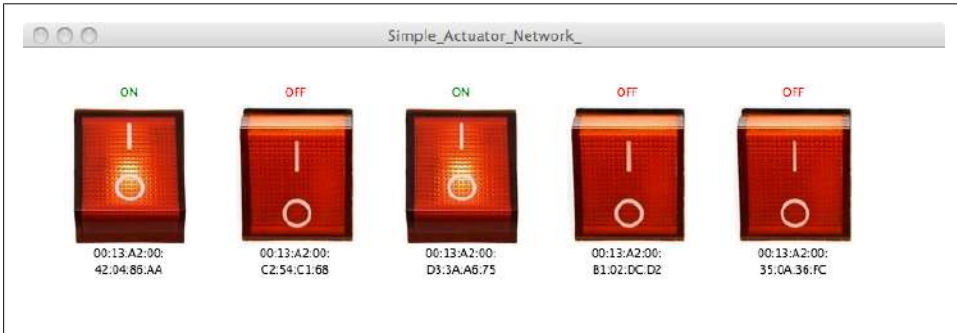 Simple_Actuator_Network_
ON OFF ON OFF OFF
00:13:A2:00: 00:13:A2:00: 00:13:A2:00: 00:13:A2:00: 00:13:A2:00:
42:04:86:AA C2:54:C1:68 D3:3A:A6:75 B1:02:DC:D2 35:0A:36:FC